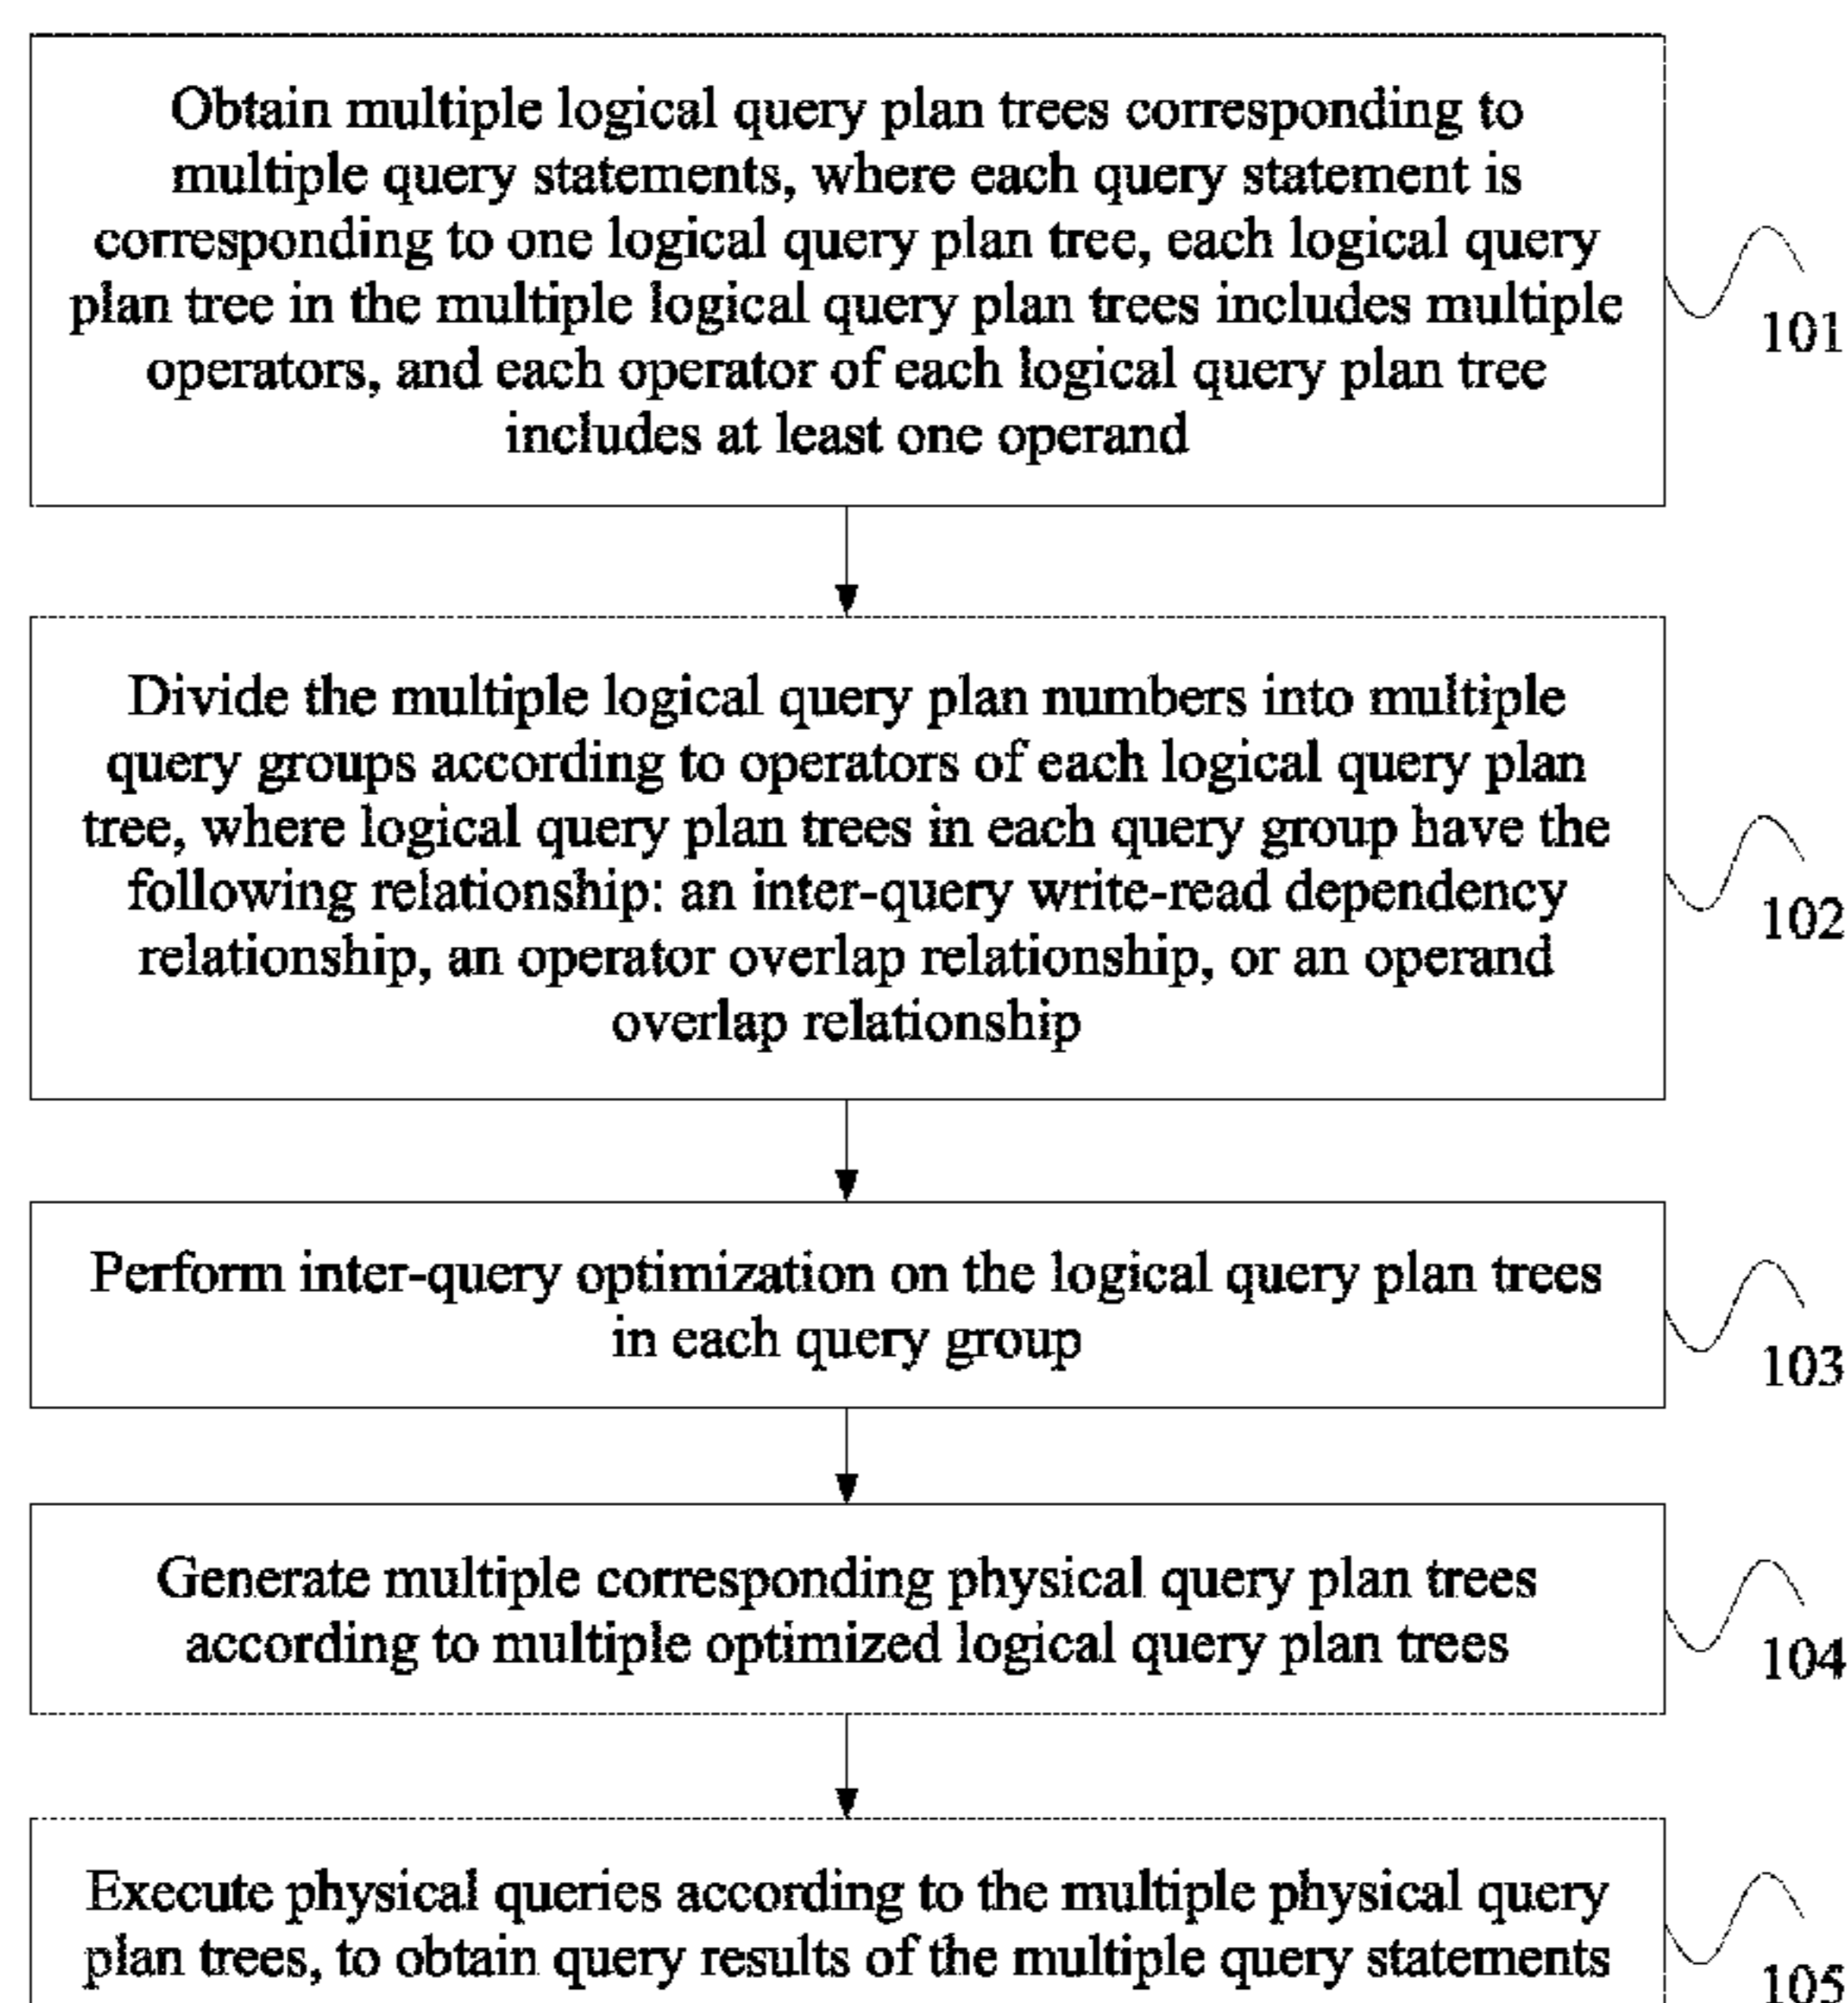 Obtain multiple logical query plan trees corresponding to
multiple query statements, where each query statement is
corresponding to one logical query plan tree, each logical query
plan tree in the multiple logical query plan trees includes multiple
operators, and each operator of each logical query plan tree
includes at least one operand
101
Divide the multiple logical query plan numbers into multiple
query groups according to operators of each logical query plan
tree, where logical query plan trees in each query group have the
following relationship: an inter-query write-read dependency
relationship, an operator overlap relationship, or an operand
overlap relationship
102
Perform inter-query optimization on the logical query plan trees
in each query group
103
Generate multiple corresponding physical query plan trees
according to multiple optimized logical query plan trees
104
Execute physical queries according to the multiple physical query
plan trees, to obtain query results of the multiple query statements
105